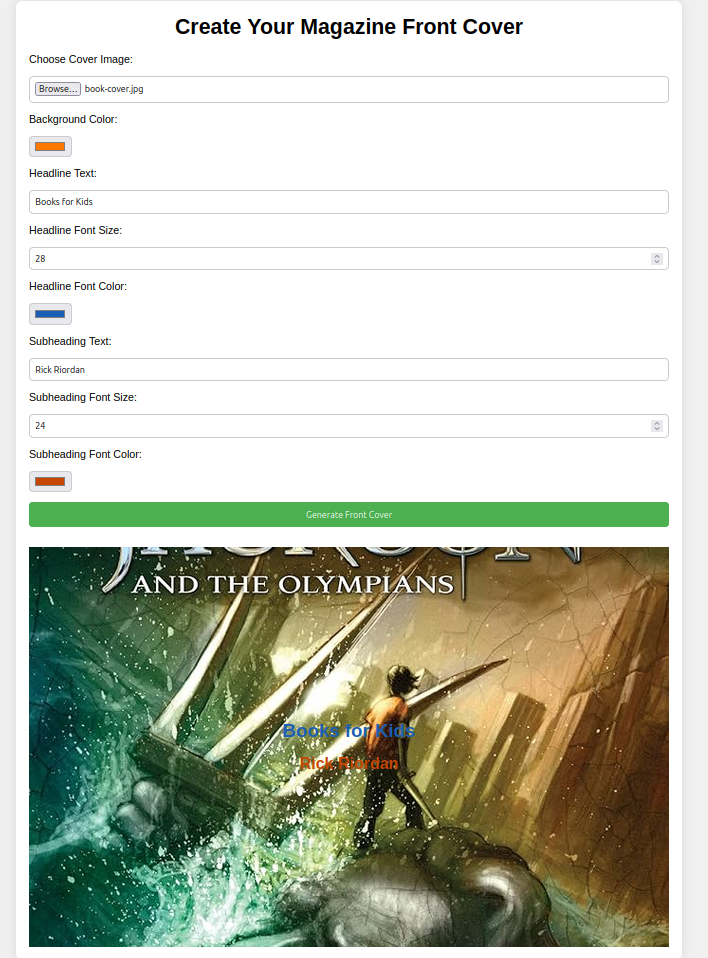 Create Your Magazine Front Cover
Choose Cover Image:
Browse... book-cover.jpg
Background Color:
Headline Text:
Books for Kids
Headline Font Size:
28
Headline Font Color:
Subheading Text:
Rick Riordan
Subheading Font Size:
24
Subheading Font Color:
Generate Front Cover
JACKSON
AND THE OLYMPIANS
Books for Kids
Rick Riordan